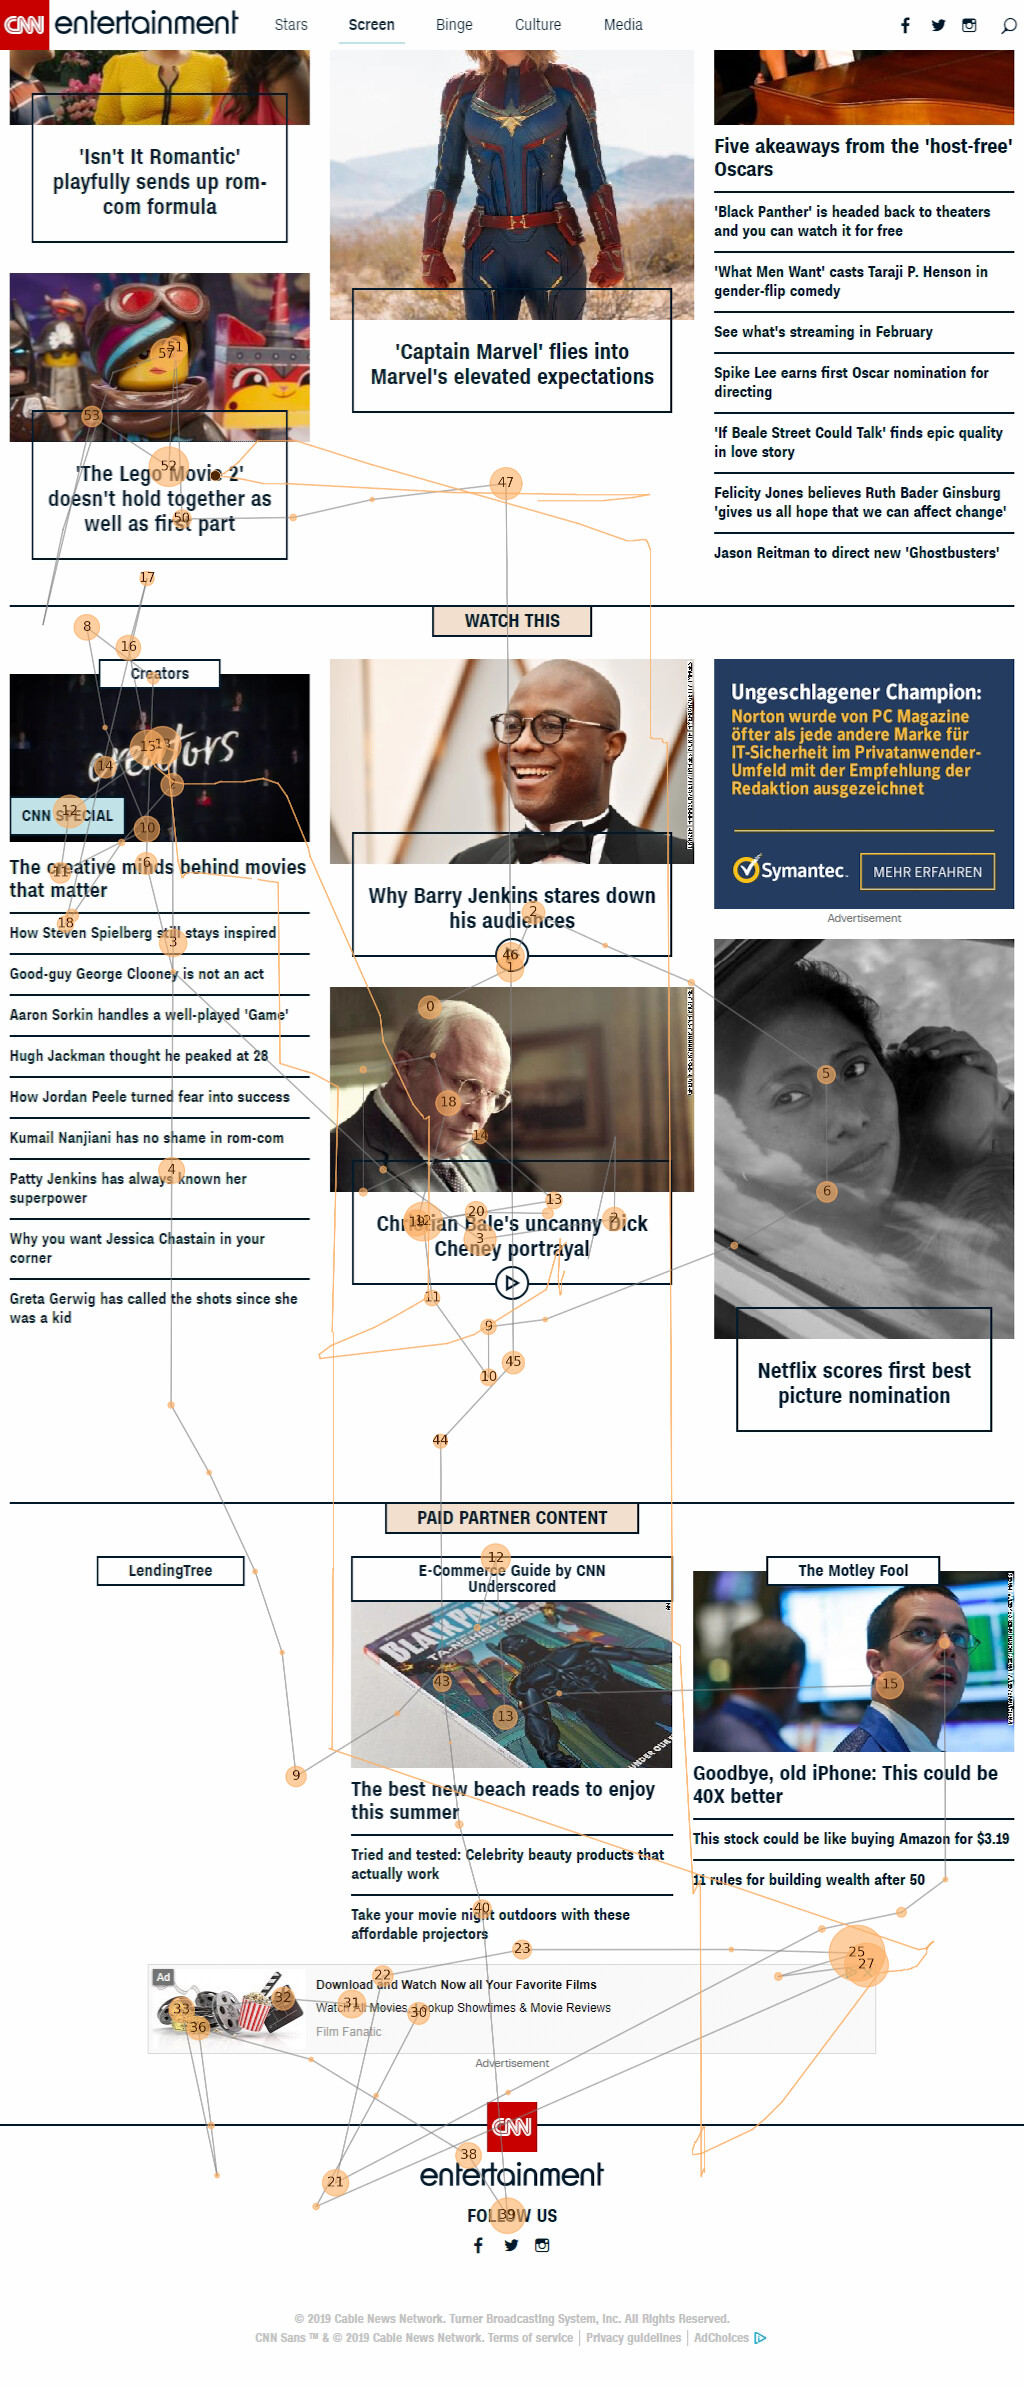 CNN entertainment
Stars
Screen
Binge
Culture
Media
'Isn't It Romantic'
playfully sends up rom-
com formula
'The Lego Movie 2'
doesn't hold together as
well as first part
'Captain Marvel' flies into
Marvel's elevated expectations
Five akeaways from the 'host-free'
Oscars
'Black Panther' is headed back to theaters
and you can watch it for free
'What Men Want' casts Taraji P. Henson in
gender-flip comedy
See what's streaming in February
Spike Lee earns first Oscar nomination for
directing
'If Beale Street Could Talk' finds epic quality
in love story
Felicity Jones believes Ruth Bader Ginsburg
'gives us all hope that we can affect change'
Jason Reitman to direct new 'Ghostbusters'
WATCH THIS
Creators
creators
CNN SPECIAL
The creative minds behind movies
that matter
How Steven Spielberg still stays inspired
Good-guy George Clooney is not an act
Aaron Sorkin handles a well-played 'Game'
Hugh Jackman thought he peaked at 28
How Jordan Peele turned fear into success
Kumail Nanjiani has no shame in rom-com
Patty Jenkins has always known her
superpower
Why you want Jessica Chastain in your
corner
Greta Gerwig has called the shots since she
was a kid
Why Barry Jenkins stares down
his audiences
Christian Bale's uncanny Dick
Cheney portrayal
Ungeschlagener Champion:
Norton wurde von PC Magazine
öfter als jede andere Marke für
IT-Sicherheit im Privatanwender-
Umfeld mit der Empfehlung der
Redaktion ausgezeichnet
Symantec.
MEHR ERFAHREN
Advertisement
Netflix scores first best
picture nomination
PAID PARTNER CONTENT
LendingTree
E-Commerce Guide by CNN
Underscored
BLACK PANTHER
TA-NEHISI COATES
UNDER OUR
The best new beach reads to enjoy
this summer
Tried and tested: Celebrity beauty products that
actually work
Take your movie night outdoors with these
affordable projectors
The Motley Fool
Goodbye, old iPhone: This could be
40X better
This stock could be like buying Amazon for $3.19
11 rules for building wealth after 50
Ad
Download and Watch Now all Your Favorite Films
Watch All Movies, Lookup Showtimes & Movie Reviews
Film Fanatic
Advertisement
CNN
entertainment
FOLLOW US
© 2019 Cable News Network. Turner Broadcasting System, Inc. All Rights Reserved.
CNN Sans ™ & © 2019 Cable News Network. Terms of service | Privacy guidelines | AdChoices